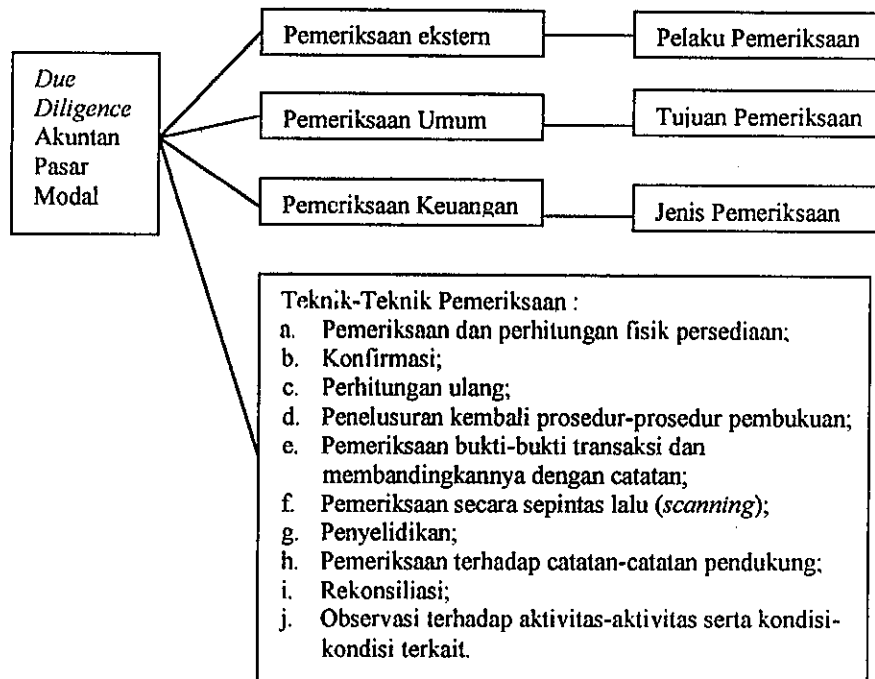 Due
Diligence
Akuntan
Pasar
Modal
Pemeriksaan ekstern
Pelaku Pemeriksaan
Pemeriksaan Umum
Tujuan Pemeriksaan
Pemeriksaan Keuangan
Jenis Pemeriksaan
Teknik-Teknik Pemeriksaan :
a. Pemeriksaan dan perhitungan fisik persediaan;
b. Konfirmasi;
c. Perhitungan ulang;
d. Penelusuran kembali prosedur-prosedur pembukuan;
e. Pemeriksaan bukti-bukti transaksi dan
membandingkannya dengan catatan;
f. Pemeriksaan secara sepintas lalu (scanning);
g. Penyelidikan;
h. Pemeriksaan terhadap catatan-catatan pendukung;
i. Rekonsiliasi;
j. Observasi terhadap aktivitas-aktivitas serta kondisi-
kondisi terkait.